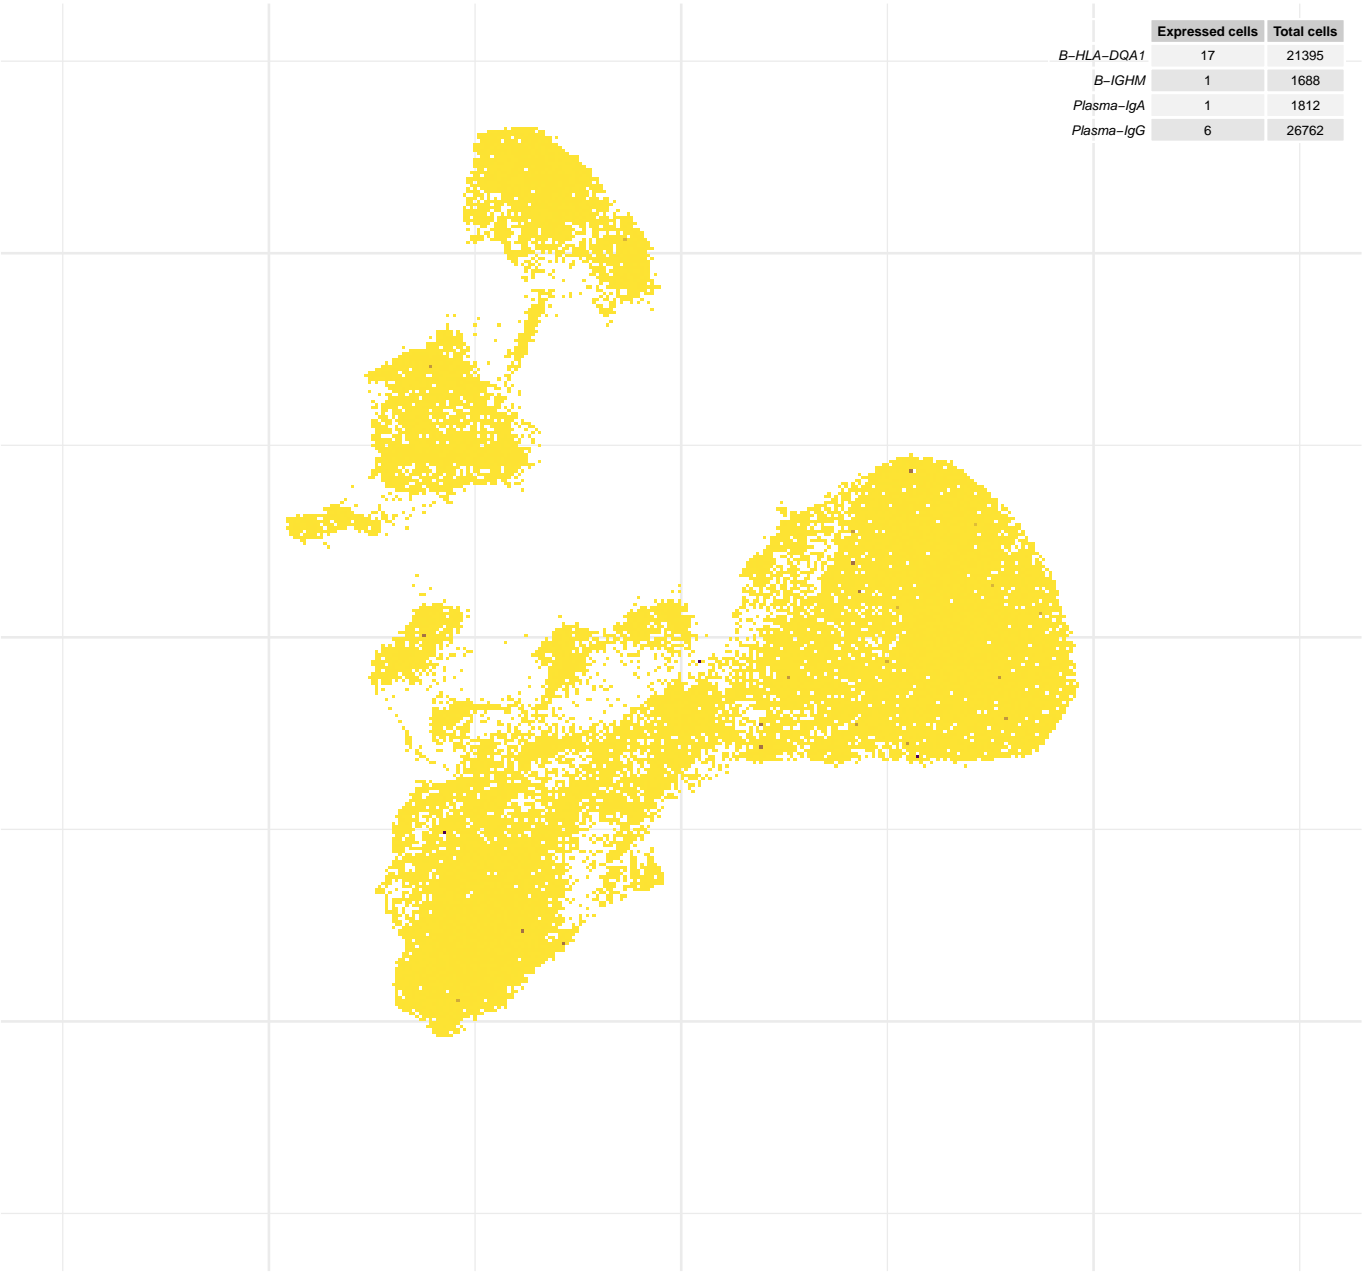 Expressed cells Total cells
B−HLA−DQA1 17 21395
B−IGHM 1 1688
Plasma−IgA 1 1812
Plasma−IgG 6 26762